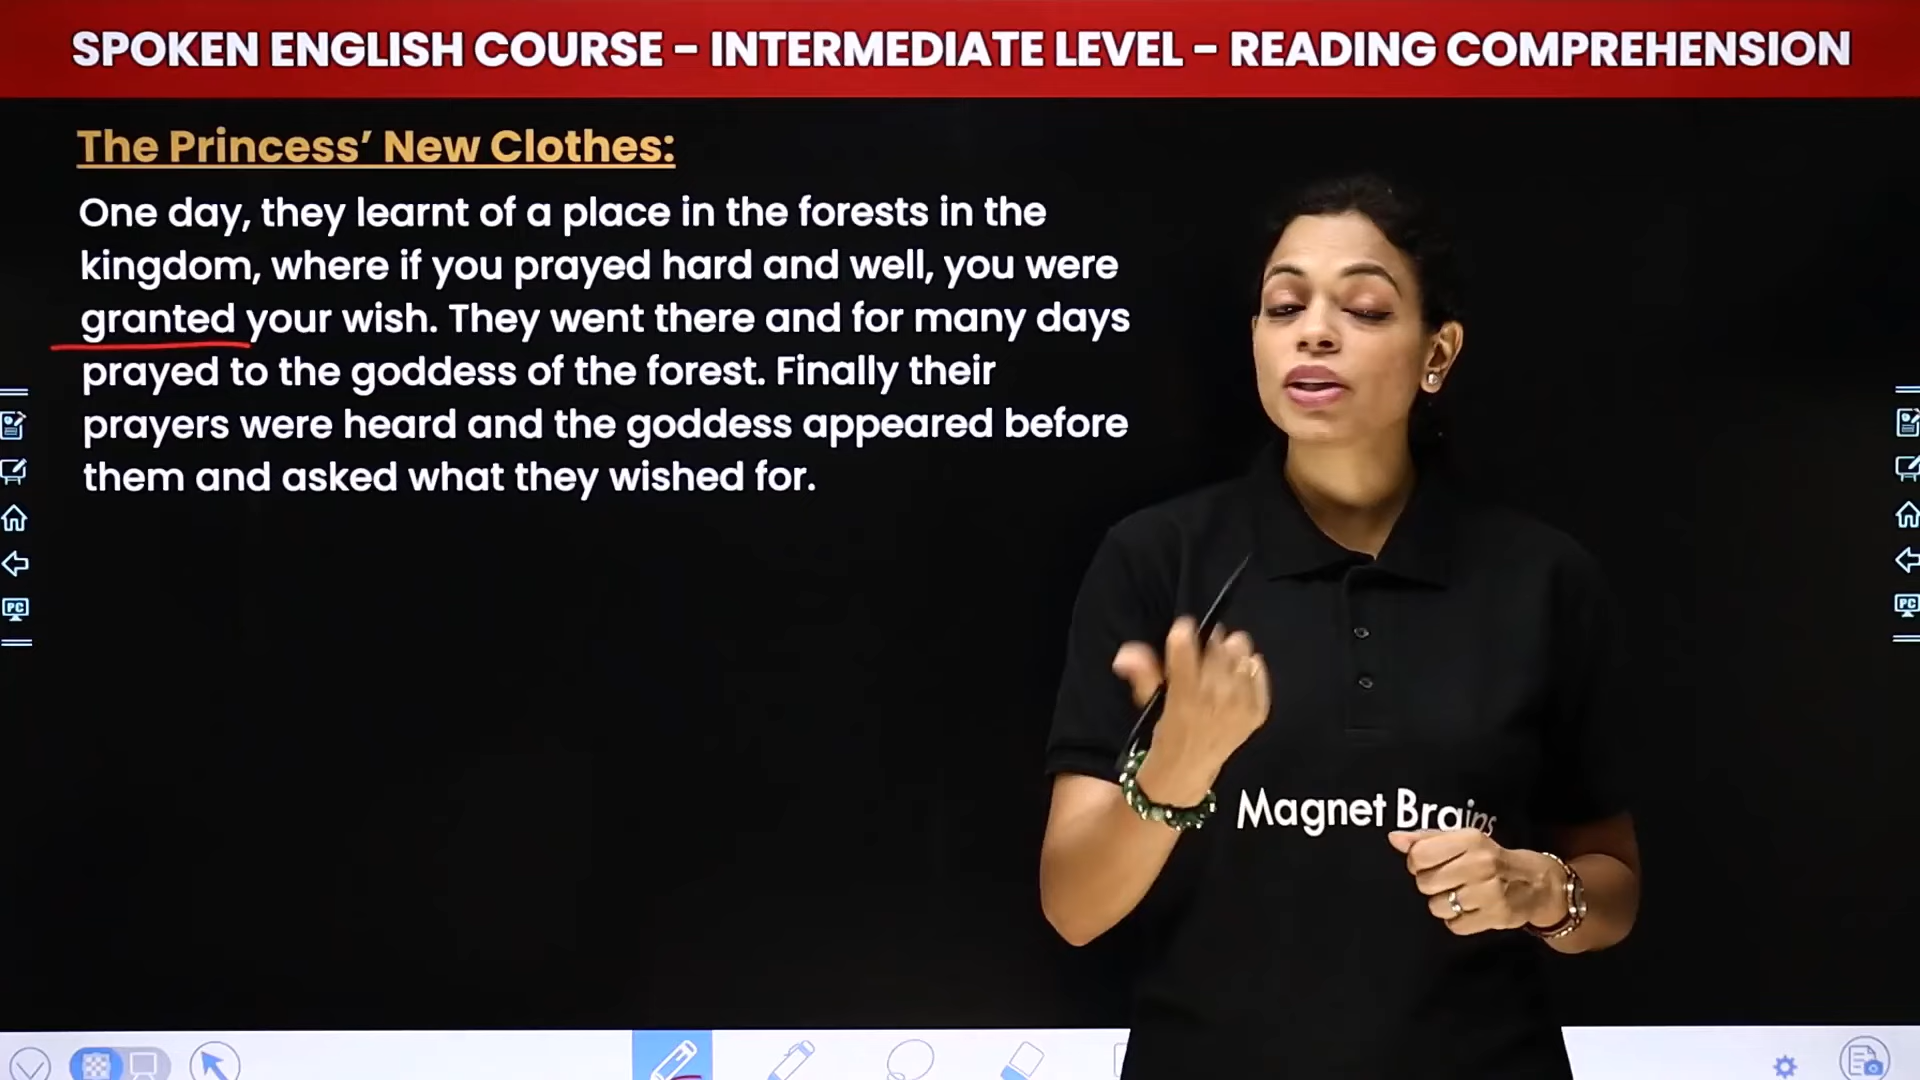 SPOKEN ENGLISH COURSE – INTERMEDIATE LEVEL – READING COMPREHENSION
The Princess’ New Clothes:
One day, they learnt of a place in the forests in the
kingdom, where if you prayed hard and well, you were
granted your wish. They went there and for many days
prayed to the goddess of the forest. Finally their
prayers were heard and the goddess appeared before
them and asked what they wished for.
PC
PC
Magnet Brains